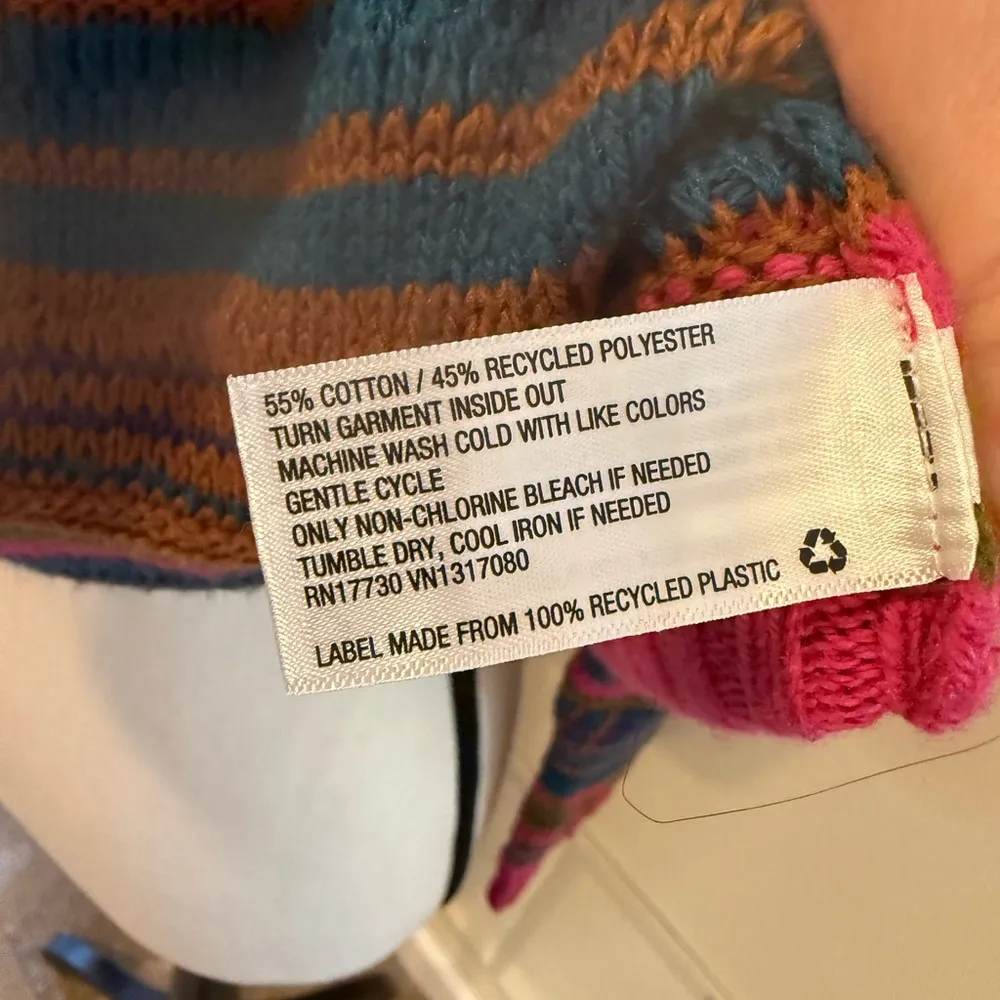 55% COTTON / 45% RECYCLED POLYESTER
TURN GARMENT INSIDE OUT
MACHINE WASH COLD WITH LIKE COLORS
GENTLE CYCLE
ONLY NON-CHLORINE BLEACH IF NEEDED
TUMBLE DRY, COOL IRON IF NEEDED
RN17730 VN1317080
LABEL MADE FROM 100% RECYCLED PLASTIC